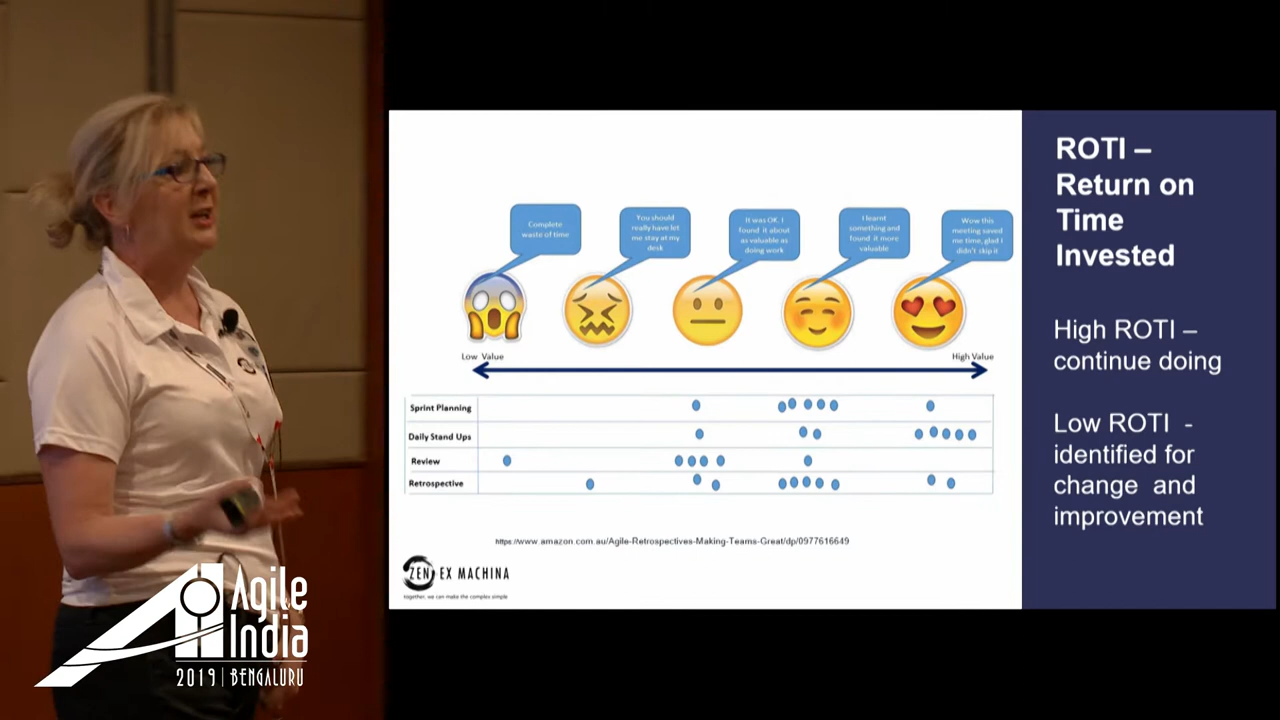 ROTI –
Return on
Time
Invested
High ROTI –
continue doing
Low ROTI -
identified for
change and
improvement
Complete
waste of time
You should
really have let
me stay at my
desk
It was OK, I
found it about
as valuable as
doing work
I learnt
something and
found it more
valuable
Wow this
meeting saved
me time, glad I
didn't skip it
Low Value
High Value
Sprint Planning
Daily Stand Ups
Review
Retrospective
https://www.amazon.com.au/Agile-Retrospectives-Making-Teams-Great/dp/0977616649
ZEN EX MACHINA
together, we can make the complex simple
Agile
India
2019 | BENGALURU